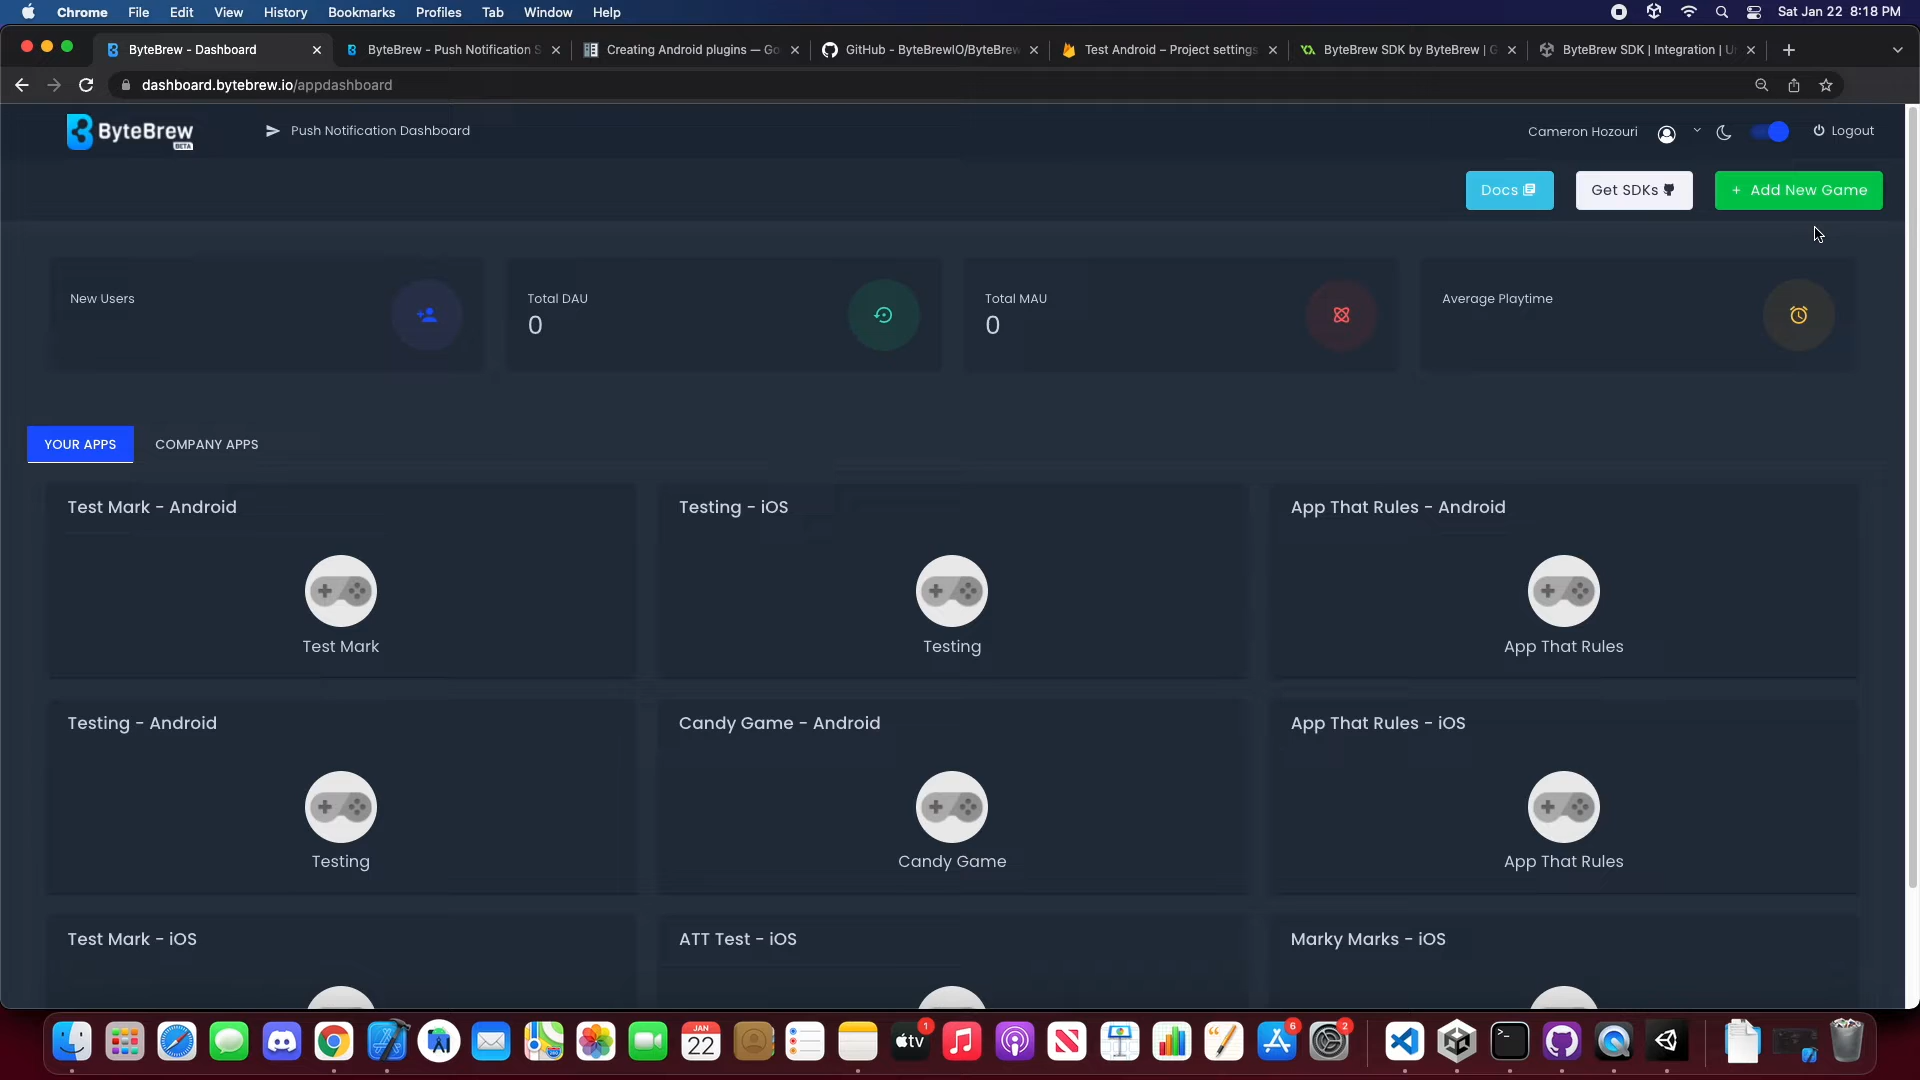 Chrome File Edit View History Bookmarks Profiles Tab Window Help Sat Jan 22 8:18 PM
ByteBrew - Dashboard ByteBrew - Push Notification S Creating Android plugins — Go GitHub - ByteBrewIO/ByteBrew Test Android – Project settings ByteBrew SDK by ByteBrew | G ByteBrew SDK | Integration | U
dashboard.bytebrew.io/appdashboard
ByteBrew
BETA
Push Notification Dashboard
Cameron Hozouri
Logout
Docs
Get SDKs
+ Add New Game
New Users
Total DAU
0
Total MAU
0
Average Playtime
YOUR APPS
COMPANY APPS
Test Mark - Android
Test Mark
Testing - iOS
Testing
App That Rules - Android
App That Rules
Testing - Android
Testing
Candy Game - Android
Candy Game
App That Rules - iOS
App That Rules
Test Mark - iOS
ATT Test - iOS
Marky Marks - iOS
JAN
22
tv
1
6
2